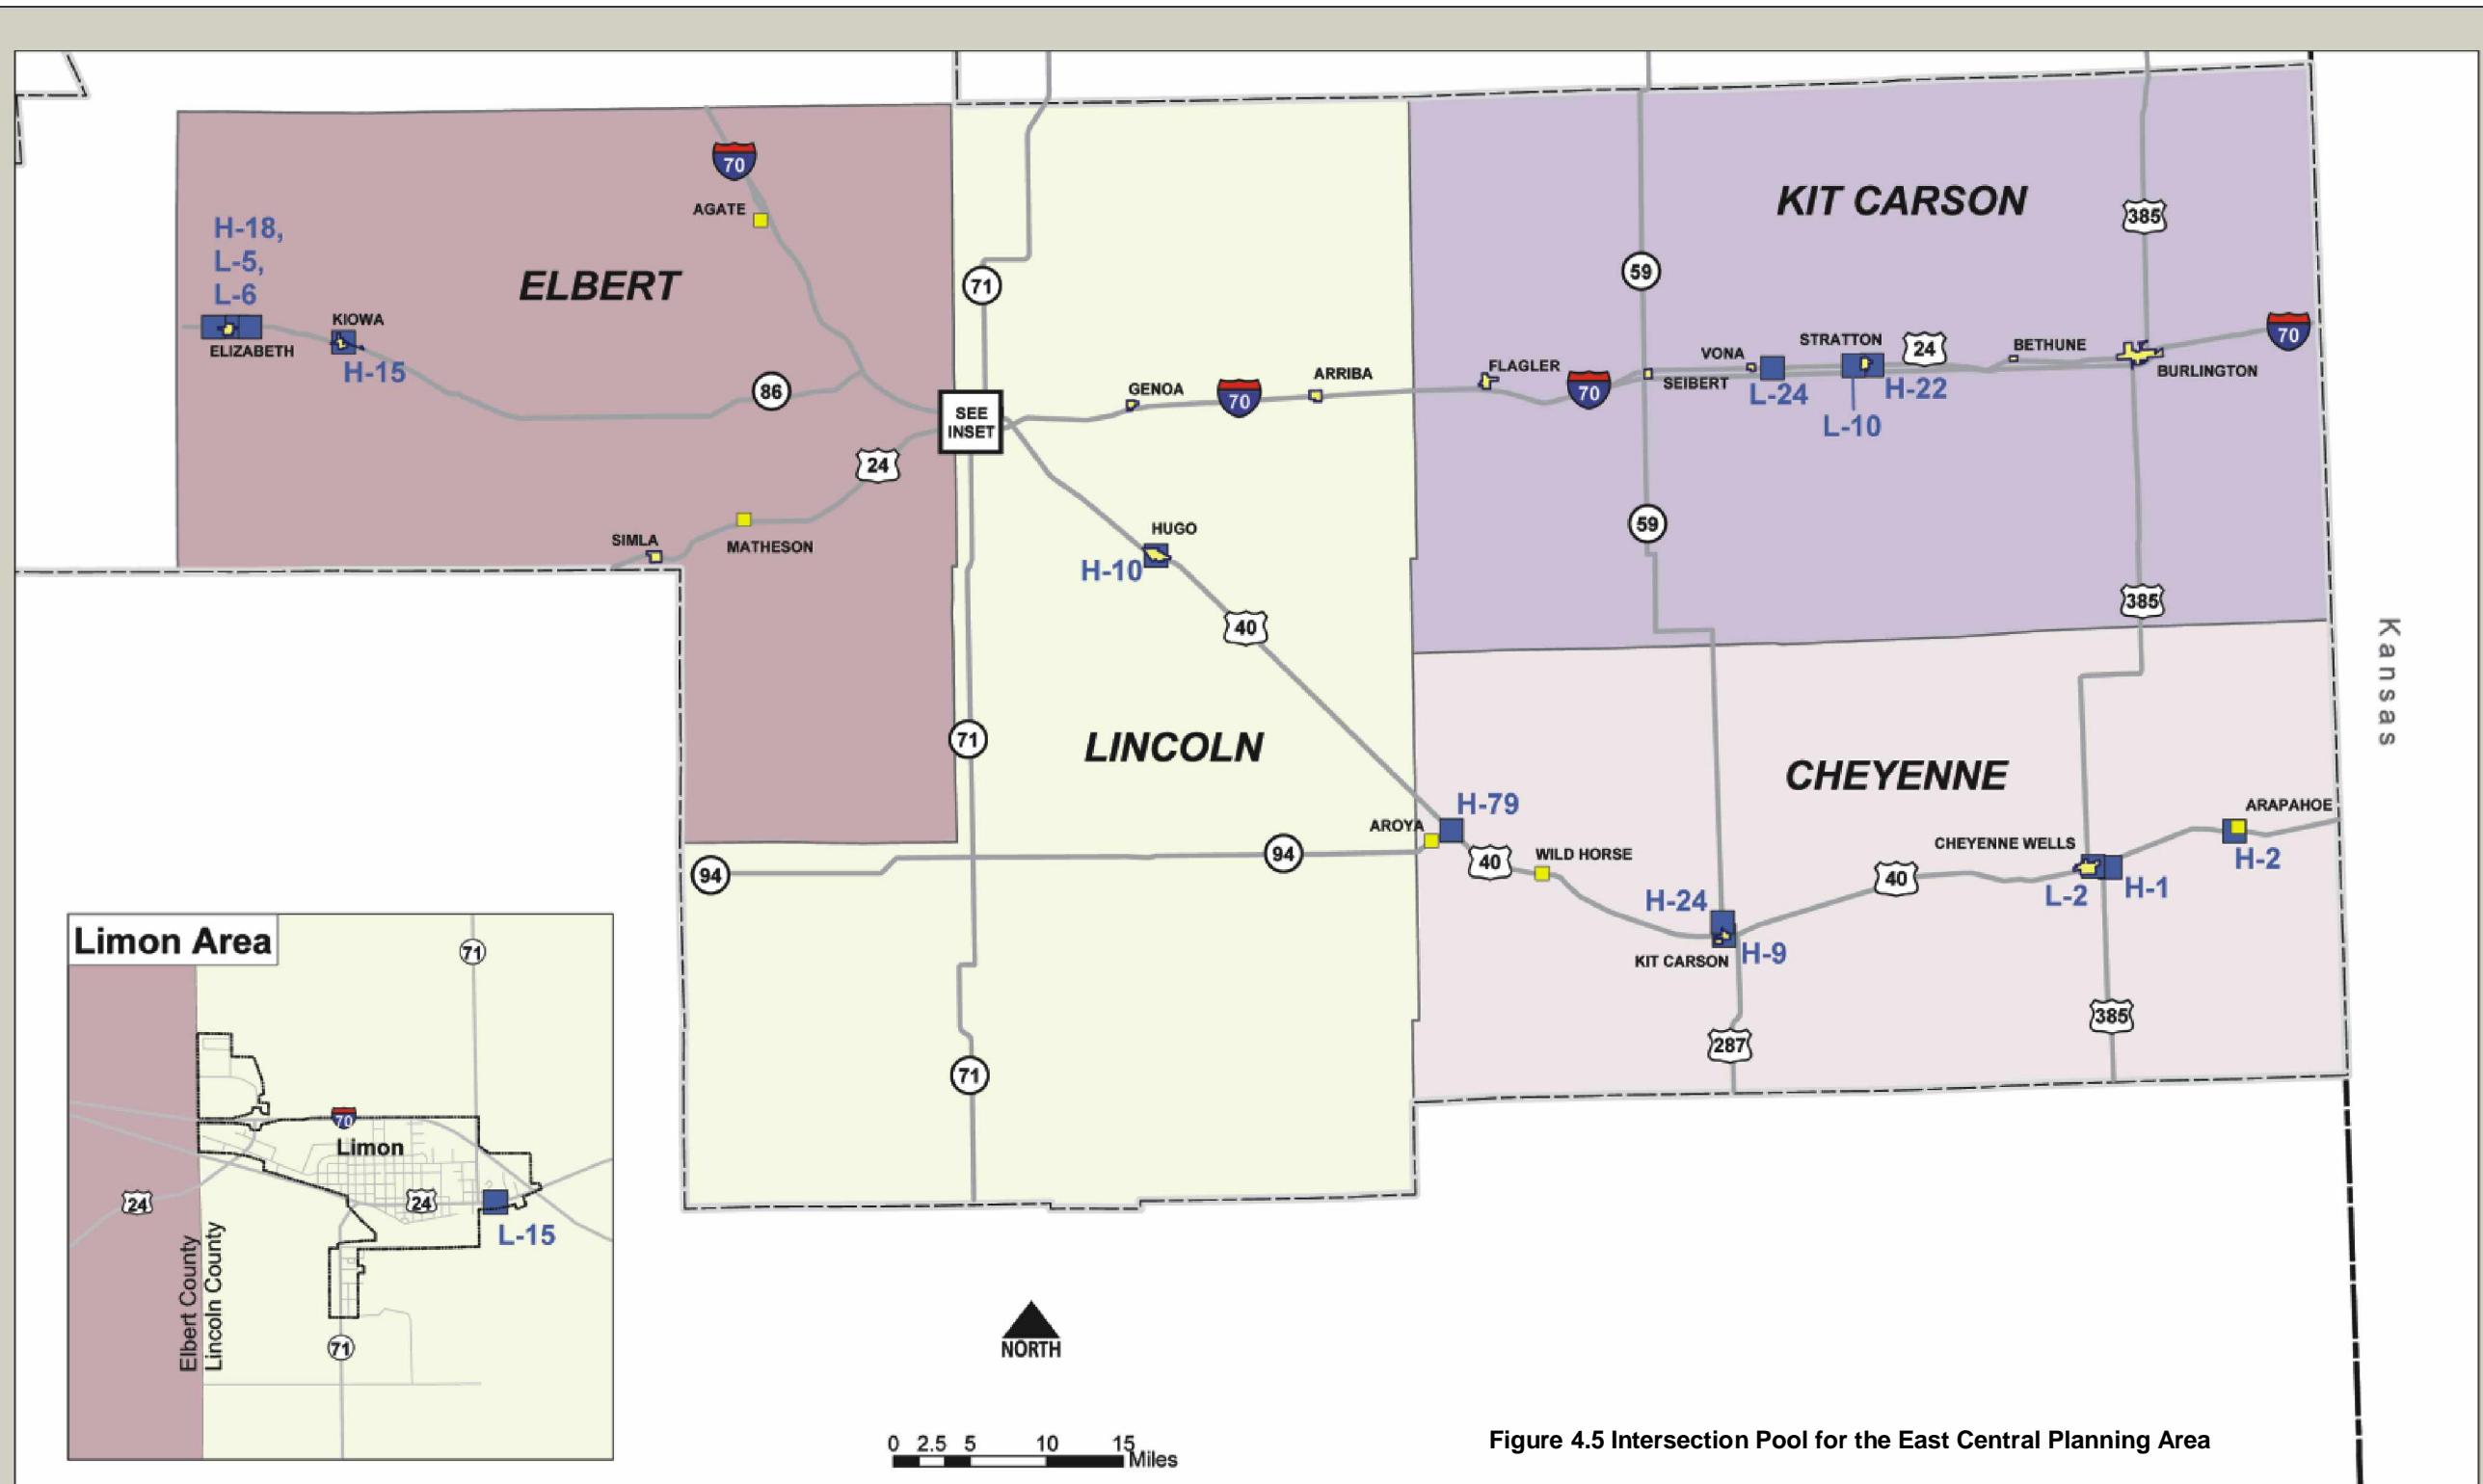 KIT CARSON
385
70
AGATE
H-18,
L-5,
L-6
ELBERT
59
71
KIOWA
ELIZABETH
H-15
86
SEE
INSET
GENOA
70
ARRIBA
FLAGLER
70
SEIBERT
VONA
L-24
STRATTON
24
H-22
L-10
BETHUNE
70
BURLINGTON
24
SIMLA
MATHESON
HUGO
H-10
59
40
385
Kansas
71
LINCOLN
CHEYENNE
H-79
AROYA
40
WILD HORSE
94
94
ARAPAHOE
H-2
CHEYENNE WELLS
40
L-2
H-1
H-24
KIT CARSON
H-9
385
287
71
Limon Area
71
70
Limon
24
24
L-15
Elbert County
Lincoln County
71
NORTH
0 2.5 5 10 15
Miles
Figure 4.5 Intersection Pool for the East Central Planning Area